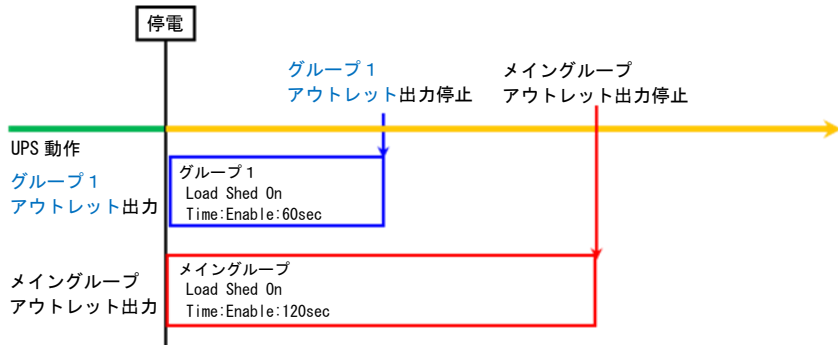 停電
グループ1
アウトレット出力停止
メイングループ
アウトレット出力停止
UPS 動作
グループ1
アウトレット出力
グループ1
Load Shed On
Time:Enable:60sec
メイングループ
アウトレット出力
メイングループ
Load Shed On
Time:Enable:120sec